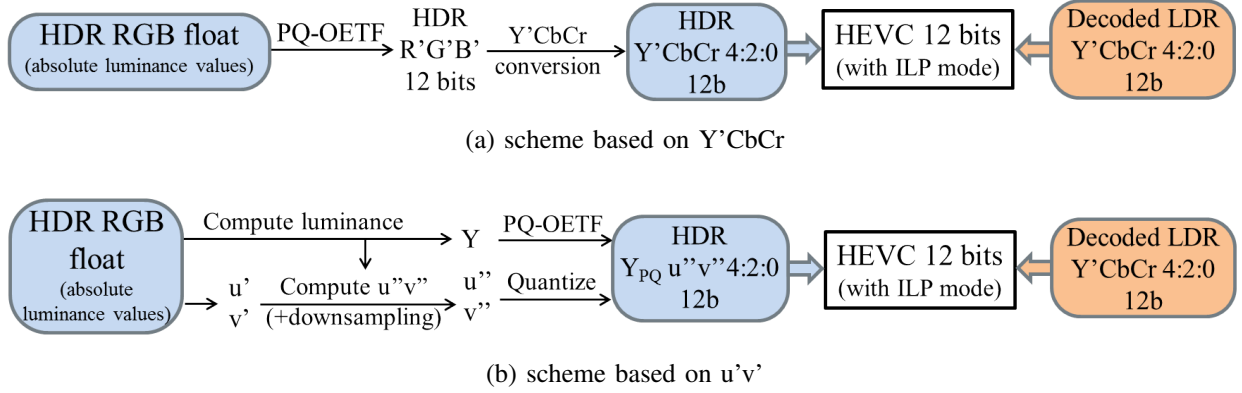 HDR RGB float
(absolute luminance values)
PQ-OETF
HDR
R'G'B'
12 bits
Y'CbCr
conversion
HDR
Y'CbCr 4:2:0
12b
HEVC 12 bits
(with ILP mode)
Decoded LDR
Y'CbCr 4:2:0
12b
(a) scheme based on Y'CbCr
HDR RGB
float
(absolute
luminance values)
Compute luminance
Y
PQ-OETF
u'
v'
Compute u''v''
(+downsampling)
u''
v''
Quantize
HDR
YPQ u''v''4:2:0
12b
HEVC 12 bits
(with ILP mode)
Decoded LDR
Y'CbCr 4:2:0
12b
(b) scheme based on u'v'